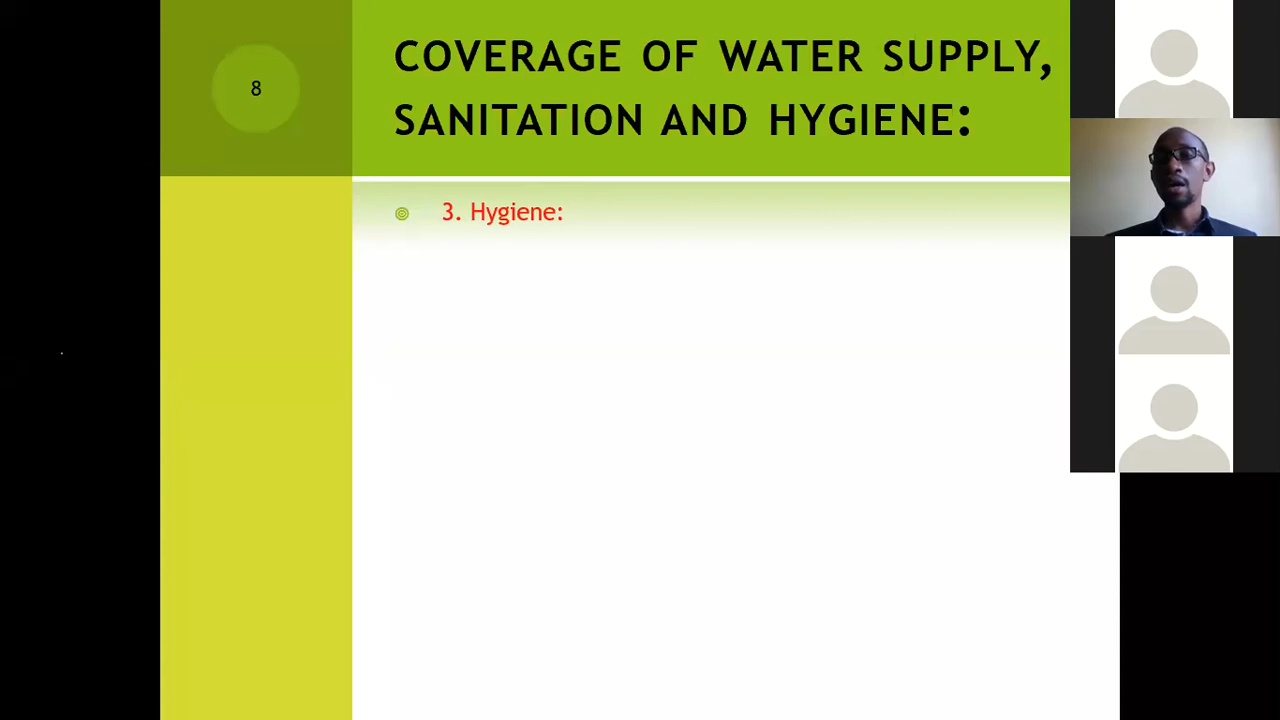 8
COVERAGE OF WATER SUPPLY,
SANITATION AND HYGIENE:
3. Hygiene: